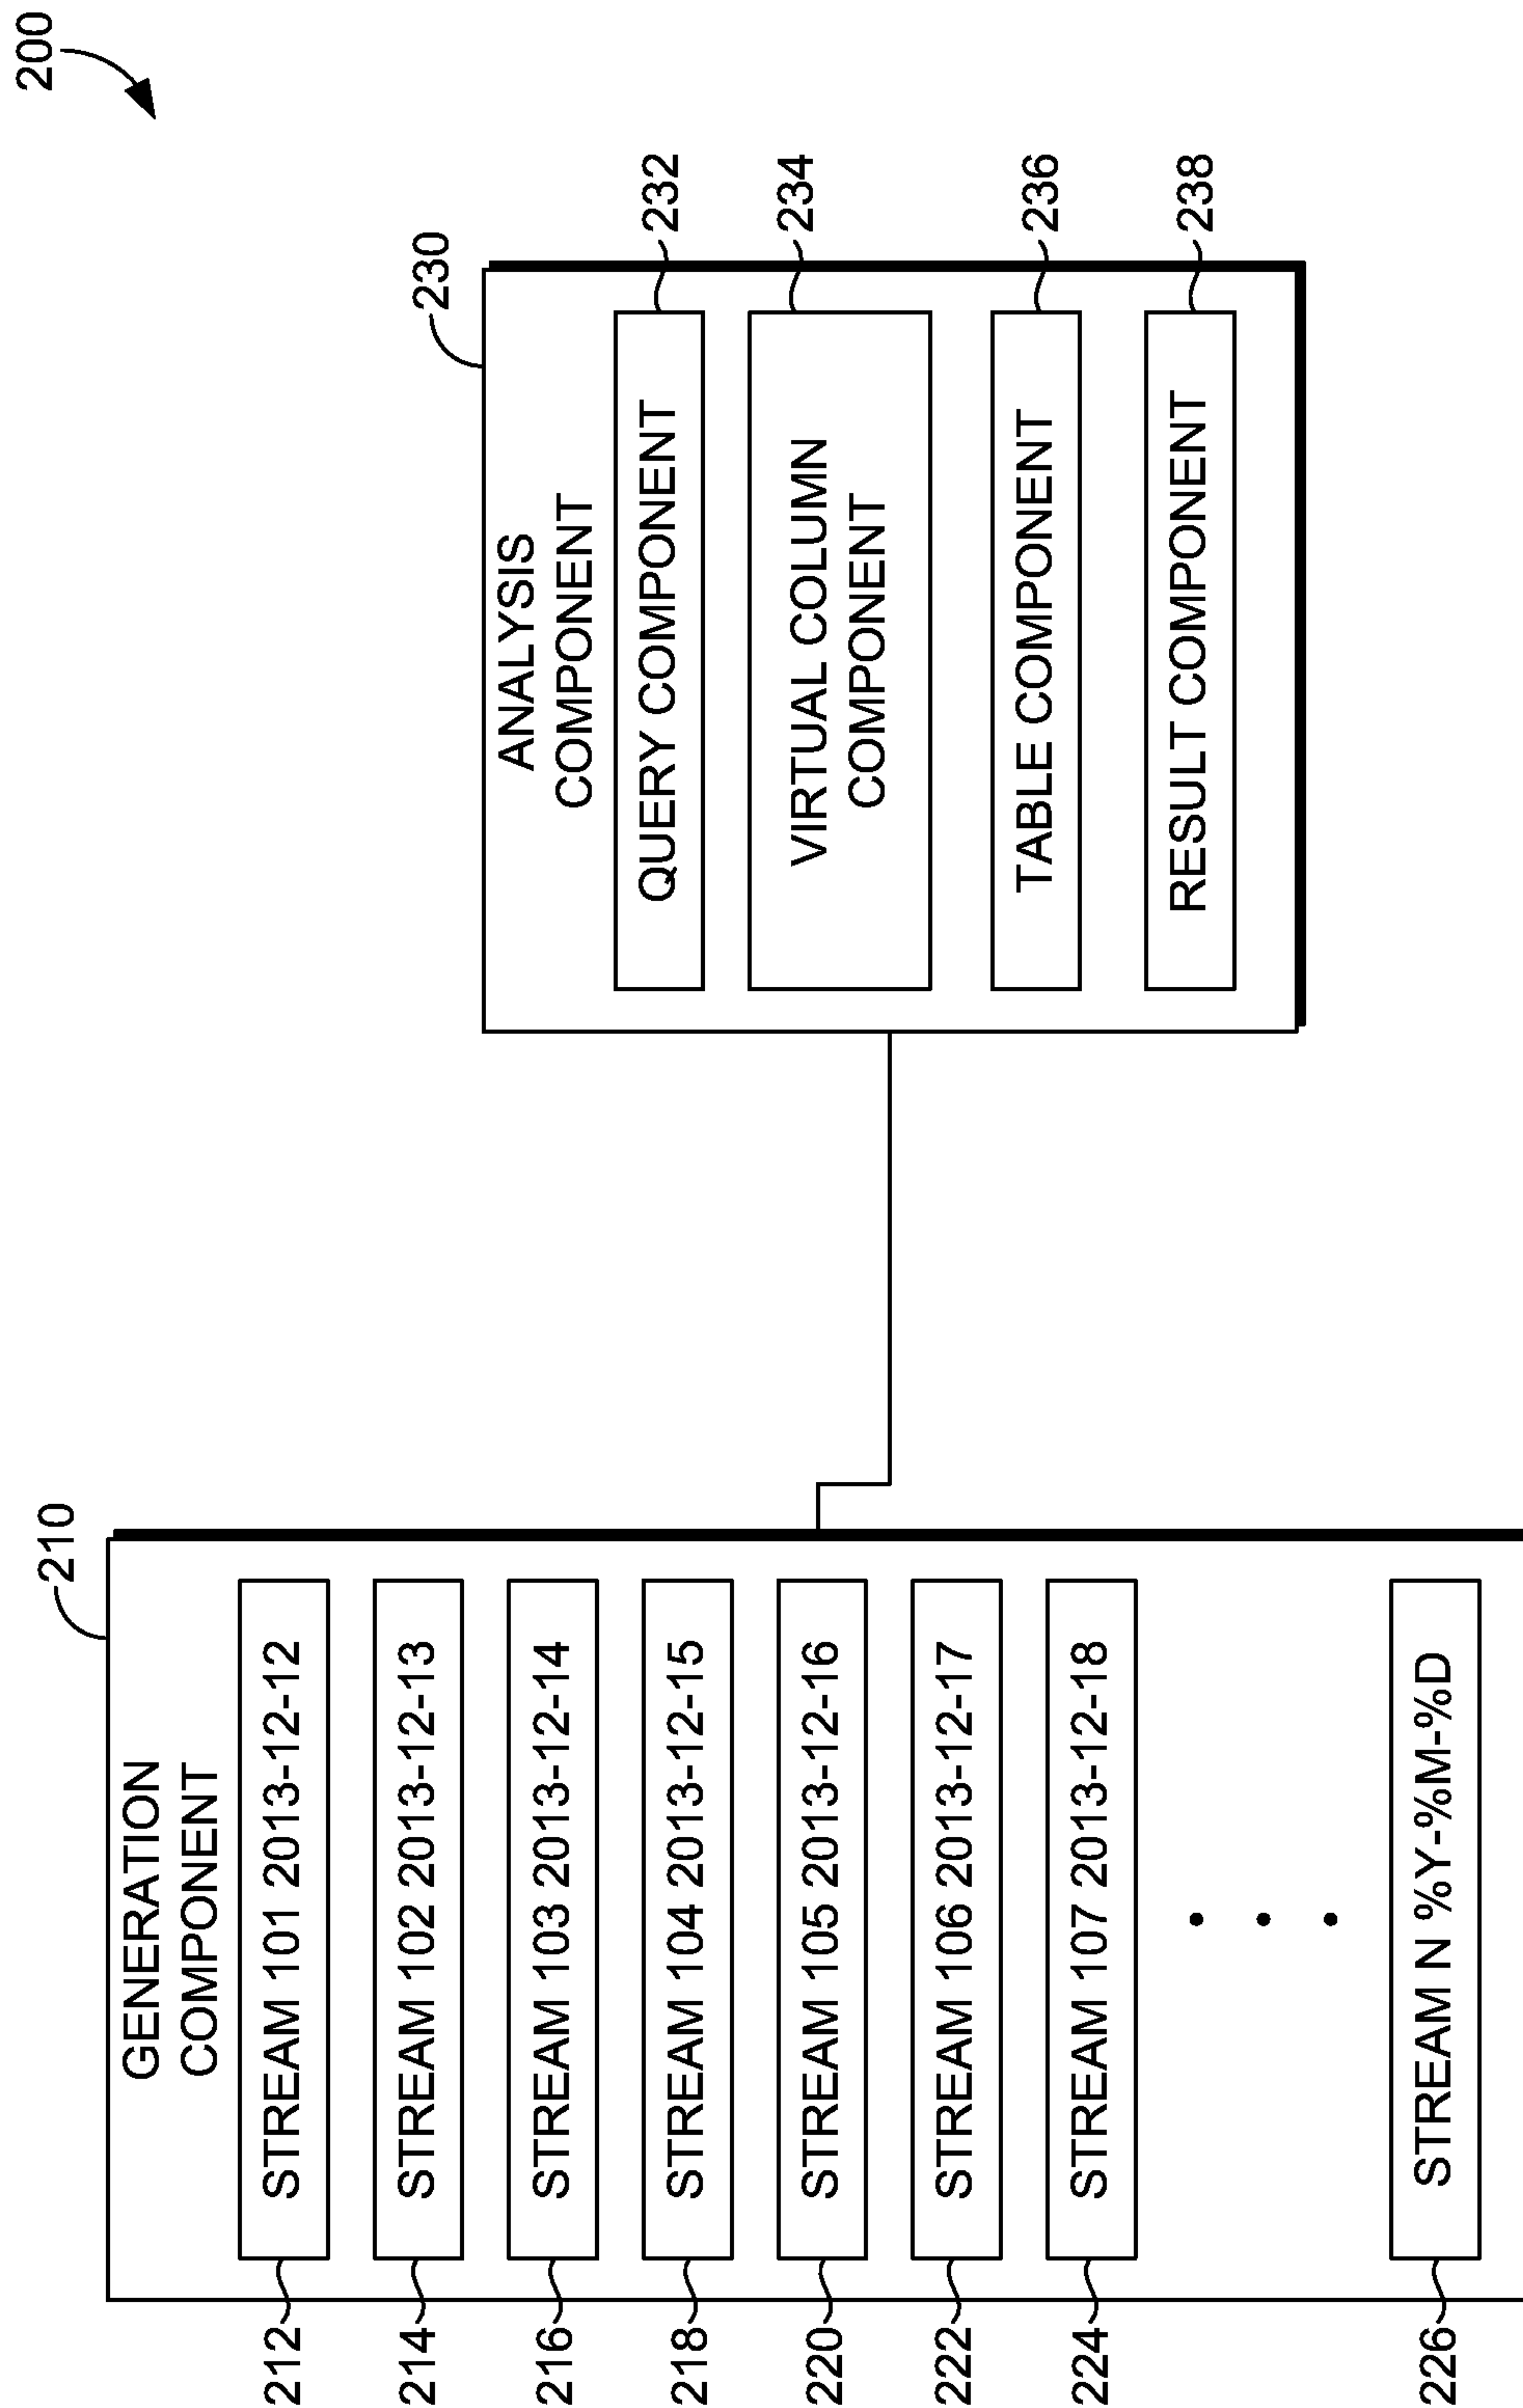 200
210
GENERATION
COMPONENT
212
STREAM 101 2013-12-12
214
STREAM 102 2013-12-13
216
STREAM 103 2013-12-14
218
STREAM 104 2013-12-15
220
STREAM 105 2013-12-16
222
STREAM 106 2013-12-17
224
STREAM 107 2013-12-18
226
STREAM N %Y-%M-%D
230
ANALYSIS
COMPONENT
QUERY COMPONENT
232
VIRTUAL COLUMN
COMPONENT
234
TABLE COMPONENT
236
RESULT COMPONENT
238